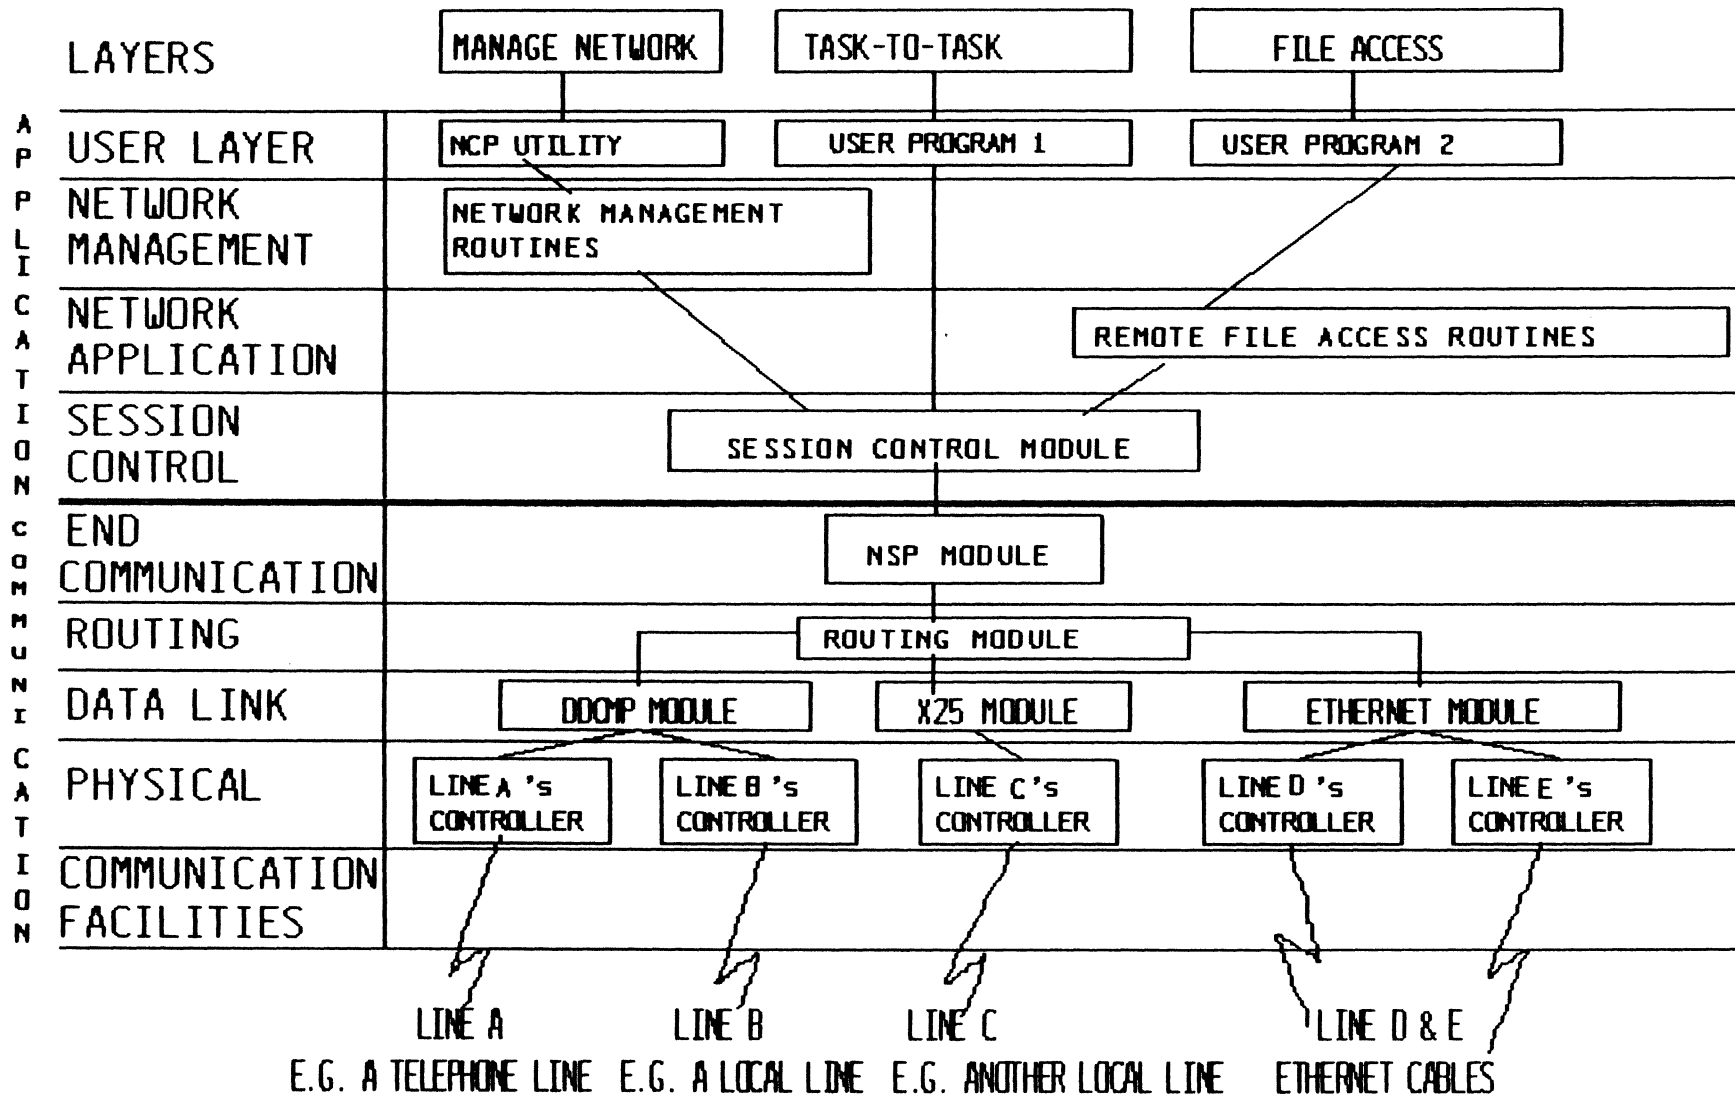 LAYERS
MANAGE NETWORK
TASK-TO-TASK
FILE ACCESS
APPLICATION
USER LAYER
NCP UTILITY
USER PROGRAM 1
USER PROGRAM 2
NETWORK
MANAGEMENT
NETWORK MANAGEMENT
ROUTINES
NETWORK
APPLICATION
REMOTE FILE ACCESS ROUTINES
SESSION
CONTROL
SESSION CONTROL MODULE
COMMUNICATION
END
COMMUNICATION
NSP MODULE
ROUTING
ROUTING MODULE
DATA LINK
DDCMP MODULE
X25 MODULE
ETHERNET MODULE
PHYSICAL
LINE A's
CONTROLLER
LINE B's
CONTROLLER
LINE C's
CONTROLLER
LINE D's
CONTROLLER
LINE E's
CONTROLLER
COMMUNICATION
FACILITIES
LINE A
LINE B
LINE C
LINE D & E
E.G. A TELEPHONE LINE
E.G. A LOCAL LINE
E.G. ANOTHER LOCAL LINE
ETHERNET CABLES